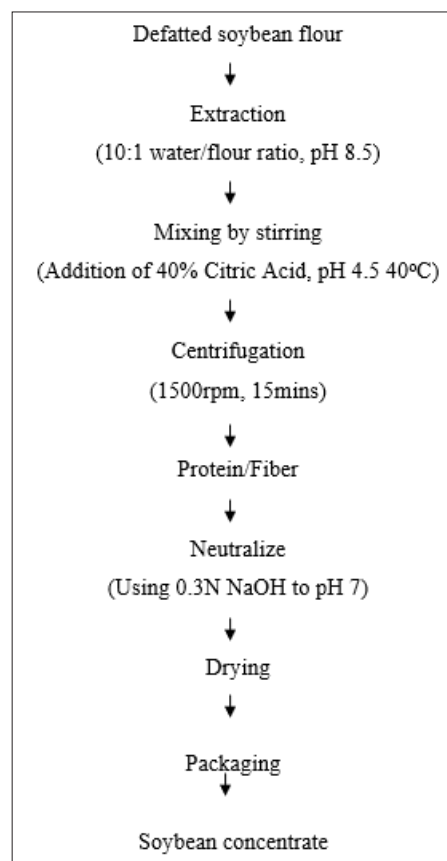 Defatted soybean flour
Extraction
(10:1 water/flour ratio, pH 8.5)
Mixing by stirring
(Addition of 40% Citric Acid, pH 4.5 40ºC)
Centrifugation
(1500rpm, 15mins)
Protein/Fiber
Neutralize
(Using 0.3N NaOH to pH 7)
Drying
Packaging
Soybean concentrate